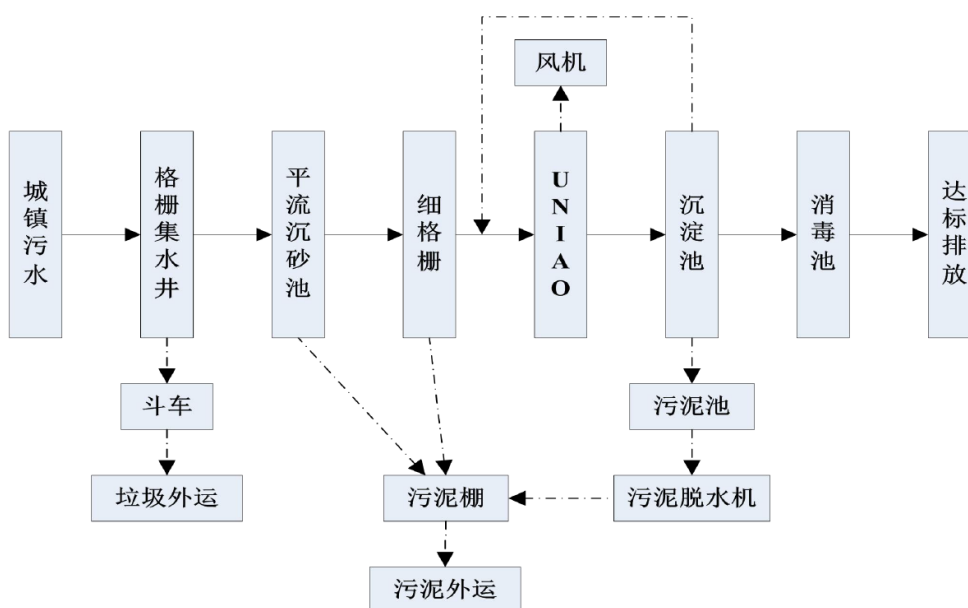 风机
城镇污水
格栅集水井
平流沉砂池
细格栅
UNIAO
沉淀池
消毒池
达标排放
斗车
污泥池
垃圾外运
污泥棚
污泥脱水机
污泥外运